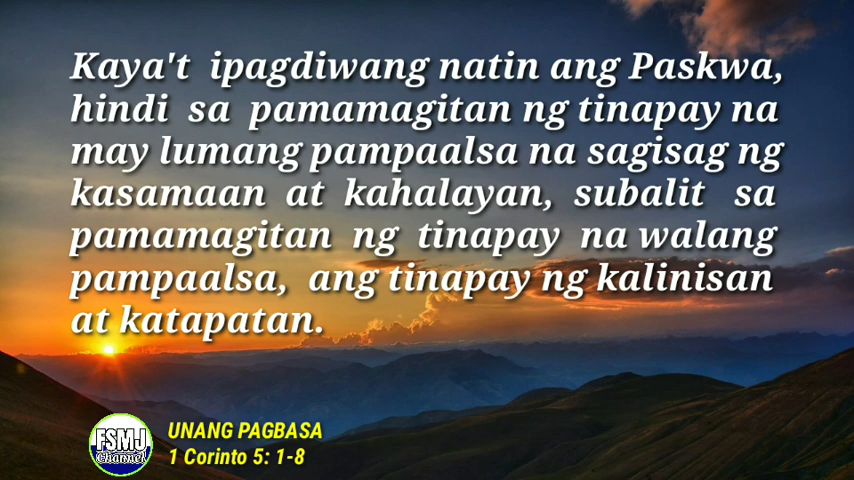 Kaya't ipagdiwang natin ang Paskwa,
hindi sa pamamagitan ng tinapay na
may lumang pampaalsa na sagisag ng
kasamaan at kahalayan, subalit sa
pamamagitan ng tinapay na walang
pampaalsa, ang tinapay ng kalinisan
at katapatan.
FSMJ
Channel
UNANG PAGBASA
1 Corinto 5: 1-8